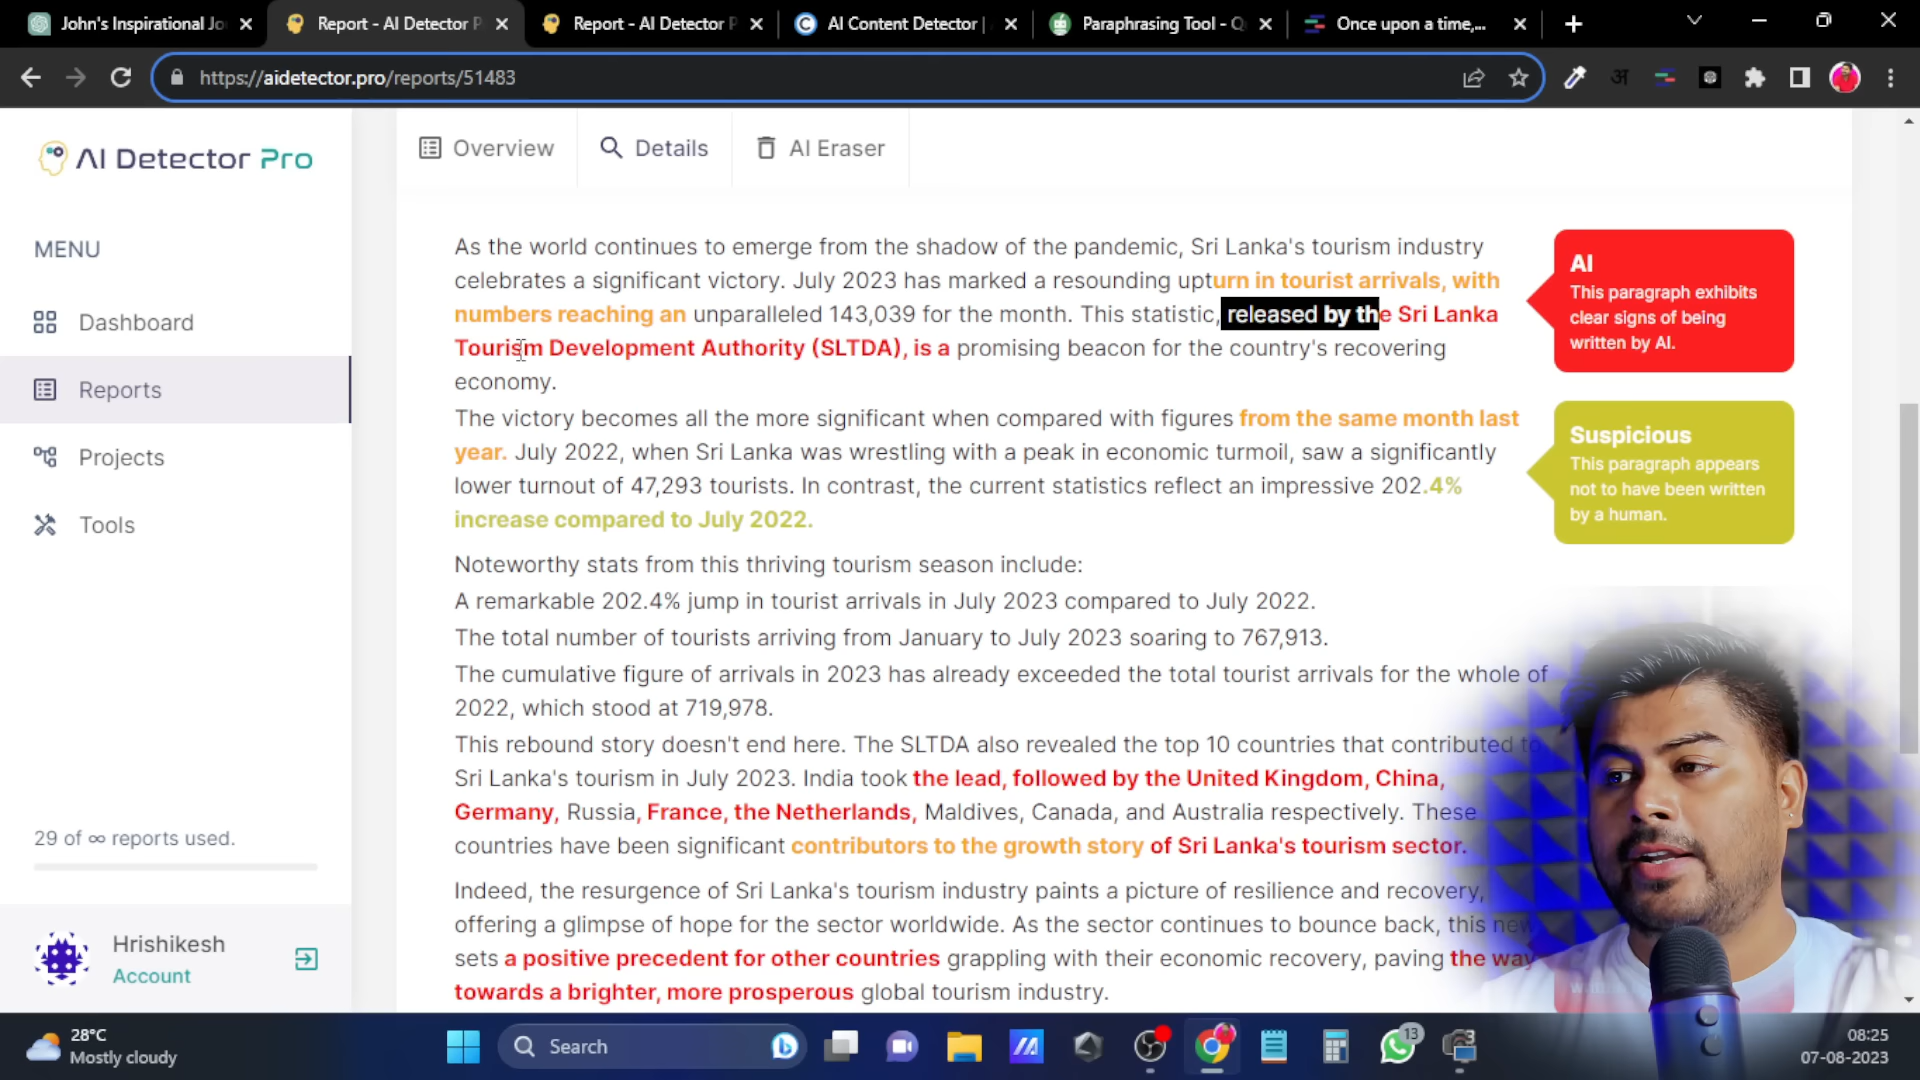 John's Inspirational Jo
Report - AI Detector P
Report - AI Detector P
AI Content Detector |
Paraphrasing Tool - Q
Once upon a time,...
https://aidetector.pro/reports/51483
AI Detector Pro
MENU
Dashboard
Reports
Projects
Tools
29 of ∞ reports used.
Hrishikesh
Account
Overview
Details
AI Eraser
As the world continues to emerge from the shadow of the pandemic, Sri Lanka's tourism industry
celebrates a significant victory. July 2023 has marked a resounding upturn in tourist arrivals, with
numbers reaching an unparalleled 143,039 for the month. This statistic, released by the Sri Lanka
Tourism Development Authority (SLTDA), is a promising beacon for the country's recovering
economy.
The victory becomes all the more significant when compared with figures from the same month last
year. July 2022, when Sri Lanka was wrestling with a peak in economic turmoil, saw a significantly
lower turnout of 47,293 tourists. In contrast, the current statistics reflect an impressive 202.4%
increase compared to July 2022.
Noteworthy stats from this thriving tourism season include:
A remarkable 202.4% jump in tourist arrivals in July 2023 compared to July 2022.
The total number of tourists arriving from January to July 2023 soaring to 767,913.
The cumulative figure of arrivals in 2023 has already exceeded the total tourist arrivals for the whole of
2022, which stood at 719,978.
This rebound story doesn't end here. The SLTDA also revealed the top 10 countries that contributed to
Sri Lanka's tourism in July 2023. India took the lead, followed by the United Kingdom, China,
Germany, Russia, France, the Netherlands, Maldives, Canada, and Australia respectively. These
countries have been significant contributors to the growth story of Sri Lanka's tourism sector.
Indeed, the resurgence of Sri Lanka's tourism industry paints a picture of resilience and recovery,
offering a glimpse of hope for the sector worldwide. As the sector continues to bounce back, this new
sets a positive precedent for other countries grappling with their economic recovery, paving the way
towards a brighter, more prosperous global tourism industry.
AI
This paragraph exhibits
clear signs of being
written by AI.
Suspicious
This paragraph appears
not to have been written
by a human.
28°C
Mostly cloudy
Search
13
08:25
07-08-2023